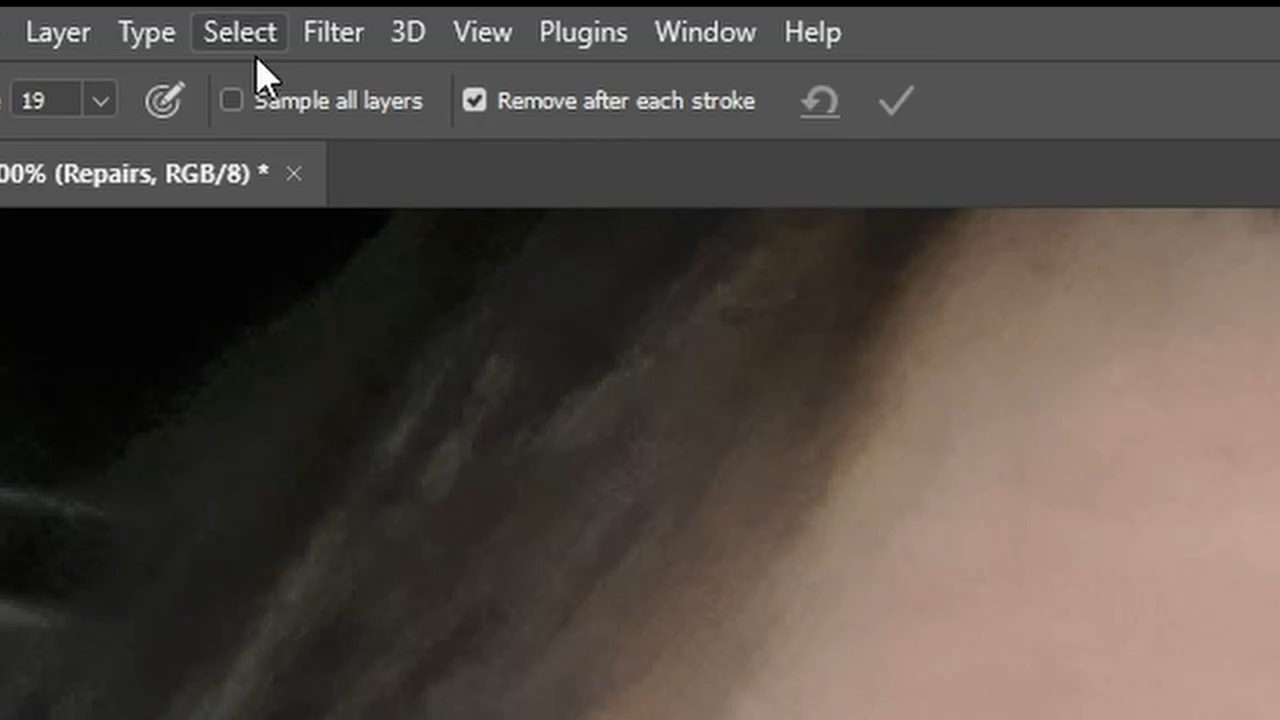 Layer Type Select Filter 3D View Plugins Window Help
19 Sample all layers Remove after each stroke
00% (Repairs, RGB/8) * ×